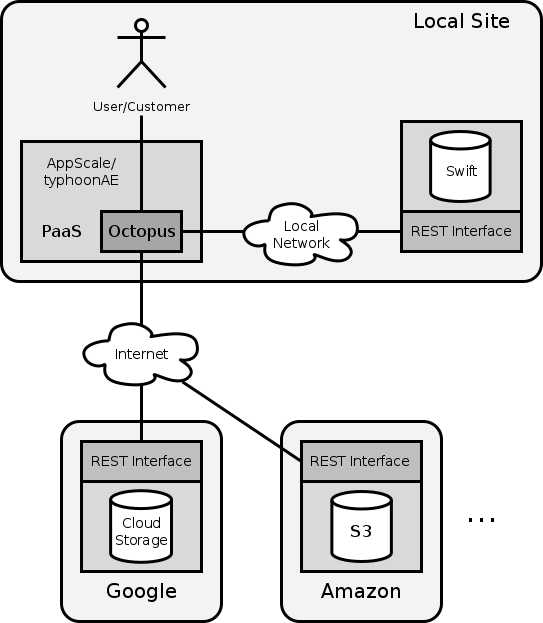 Local Site
User/Customer
AppScale/
typhoonAE
PaaS
Octopus
Local
Network
Swift
REST Interface
Internet
REST Interface
Cloud
Storage
Google
REST Interface
S3
Amazon
...